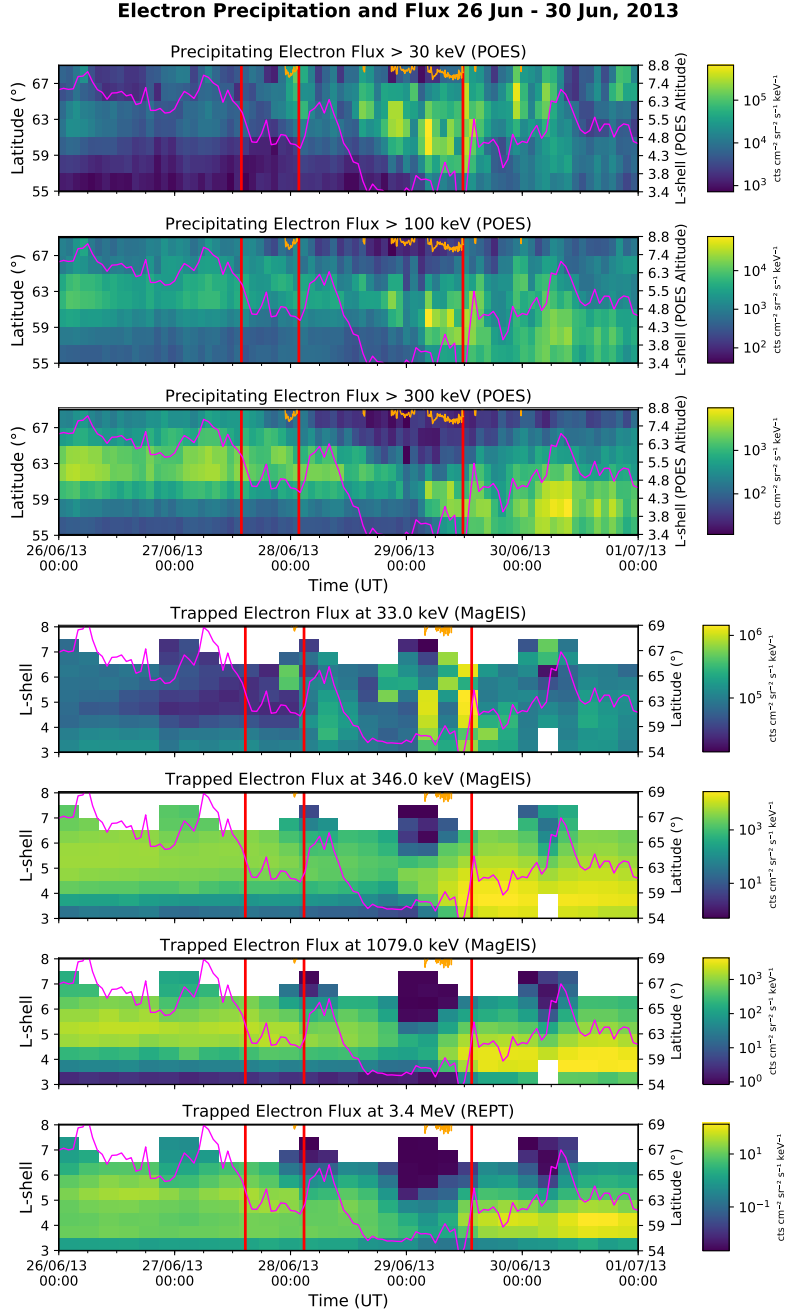 Electron Precipitation and Flux 26 Jun - 30 Jun, 2013
Precipitating Electron Flux > 30 keV (POES)
Latitude (°)
67
63
59
55
8.8
7.4
6.3
5.5
4.8
4.3
3.8
3.4
L-shell (POES Altitude)
10⁵
10⁴
10³
cts cm⁻² sr⁻² s⁻¹ keV⁻¹
Precipitating Electron Flux > 100 keV (POES)
Latitude (°)
67
63
59
55
8.8
7.4
6.3
5.5
4.8
4.3
3.8
3.4
L-shell (POES Altitude)
10⁴
10³
10²
cts cm⁻² sr⁻² s⁻¹ keV⁻¹
Precipitating Electron Flux > 300 keV (POES)
Latitude (°)
67
63
59
55
8.8
7.4
6.3
5.5
4.8
4.3
3.8
3.4
L-shell (POES Altitude)
10³
10²
cts cm⁻² sr⁻² s⁻¹ keV⁻¹
26/06/13 27/06/13 28/06/13 29/06/13 30/06/13 01/07/13
00:00 00:00 00:00 00:00 00:00 00:00
Time (UT)
Trapped Electron Flux at 33.0 keV (MagEIS)
L-shell
8
7
6
5
4
3
69
67
65
63
59
54
Latitude (°)
10⁶
10⁵
cts cm⁻² sr⁻² s⁻¹ keV⁻¹
Trapped Electron Flux at 346.0 keV (MagEIS)
L-shell
8
7
6
5
4
3
69
67
65
63
59
54
Latitude (°)
10³
10¹
cts cm⁻² sr⁻² s⁻¹ keV⁻¹
Trapped Electron Flux at 1079.0 keV (MagEIS)
L-shell
8
7
6
5
4
3
69
67
65
63
59
54
Latitude (°)
10³
10²
10¹
10⁰
cts cm⁻² sr⁻² s⁻¹ keV⁻¹
Trapped Electron Flux at 3.4 MeV (REPT)
L-shell
8
7
6
5
4
3
69
67
65
63
59
54
Latitude (°)
10¹
10⁻¹
cts cm⁻² sr⁻² s⁻¹ keV⁻¹
26/06/13 27/06/13 28/06/13 29/06/13 30/06/13 01/07/13
00:00 00:00 00:00 00:00 00:00 00:00
Time (UT)